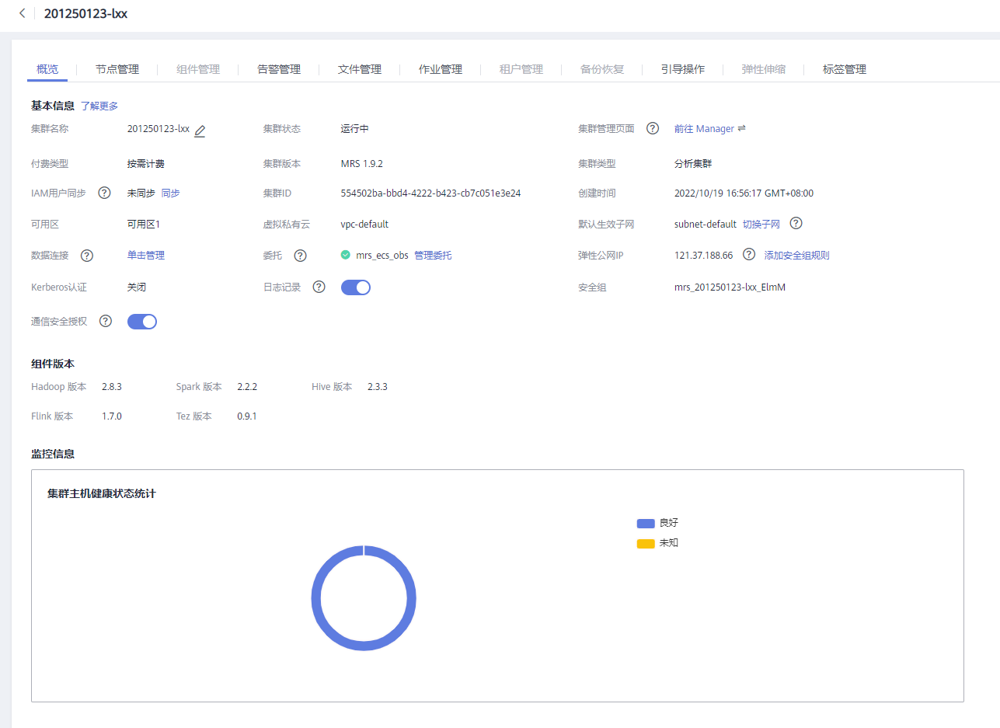 201250123-lxx
概览 节点管理 组件管理 告警管理 文件管理 作业管理 租户管理 备份恢复 引导操作 弹性伸缩 标签管理
基本信息 了解更多
集群名称 201250123-lxx 集群状态 运行中 集群管理页面 前往 Manager
付费类型 按需计费 集群版本 MRS 1.9.2 集群类型 分析集群
IAM用户同步 未同步 同步 集群ID 554502ba-bbd4-4222-b423-cb7c051e3e24 创建时间 2022/10/19 16:56:17 GMT+08:00
可用区 可用区1 虚拟私有云 vpc-default 默认生效子网 subnet-default 切换子网
数据连接 单击管理 委托 mrs_ecs_obs 管理委托 弹性公网IP 121.37.188.66 添加安全组规则
Kerberos认证 关闭 日志记录 安全组 mrs_201250123-lxx_ElmM
通信安全授权
组件版本
Hadoop 版本 2.8.3 Spark 版本 2.2.2 Hive 版本 2.3.3
Flink 版本 1.7.0 Tez 版本 0.9.1
监控信息
集群主机健康状态统计
良好
未知